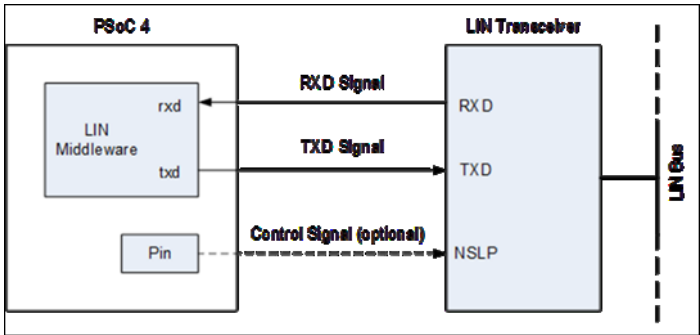 PSoC 4
LIN Transceiver
RXD Signal
rxd
RXD
LIN
Middleware
TXD Signal
txd
TXD
LIN Bus
Control Signal (optional)
Pin
NSLP